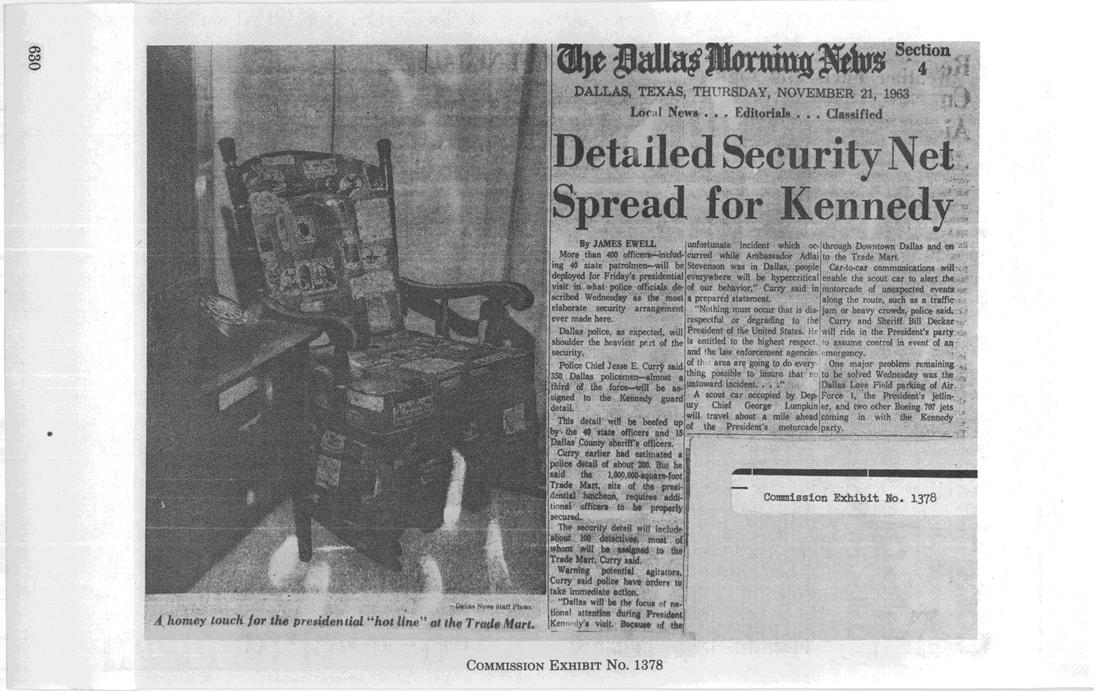 630
The Dallas Morning News
Section
4
DALLAS, TEXAS, THURSDAY, NOVEMBER 21, 1963
Local News . . . Editorials . . . Classified
Detailed Security Net
Spread for Kennedy
By JAMES EWELL
More than 400 officers—includ-
ing 40 state patrolmen—will be
deployed for Friday's presidential
visit in what police officials de-
scribed Wednesday as the most
elaborate security arrangement
ever made here.
Dallas police, as expected, will
shoulder the heaviest part of the
security.
Police Chief Jesse E. Curry said
350 Dallas policemen—almost a
third of the force—will be as-
signed to the Kennedy guard
detail.
This detail will be beefed up
by the 40 state officers and 15
Dallas County sheriff's officers.
Curry earlier had estimated a
police detail of about 200. But he
said the 1,000,000-square-foot
Trade Mart, site of the presi-
dential luncheon, requires addi-
tional officers to be properly
secured.
The security detail will include
about 100 detectives, most of
whom will be assigned to the
Trade Mart, Curry said.
Warning potential agitators,
Curry said police have orders to
take immediate action.
"Dallas will be the focus of na-
tional attention during President
Kennedy's visit. Because of the
unfortunate incident which oc-
curred while Ambassador Adlai
Stevenson was in Dallas, people
everywhere will be hypercritical
of our behavior," Curry said in
a prepared statement.
"Nothing must occur that is dis-
respectful or degrading to the
President of the United States. He
is entitled to the highest respect
and the law enforcement agencies
of this area are going to do every-
thing possible to insure that no
untoward incident. . . ."
A scout car occupied by Dep-
uty Chief George Lumpkin
will travel about a mile ahead
of the President's motorcade
through Downtown Dallas and on
to the Trade Mart.
Car-to-car communications will
enable the scout car to alert the
motorcade of unexpected events
along the route, such as a traffic
jam or heavy crowds, police said.
Curry and Sheriff Bill Decker
will ride in the President's party
to assume control in event of an
emergency.
One major problem remaining
to be solved Wednesday was the
Dallas Love Field parking of Air
Force 1, the President's jetlin-
er, and two other Boeing 707 jets
coming in with the Kennedy
party.
—Dallas News Staff Photo.
A homey touch for the presidential "hot line" at the Trade Mart.
Commission Exhibit No. 1378
COMMISSION EXHIBIT NO. 1378